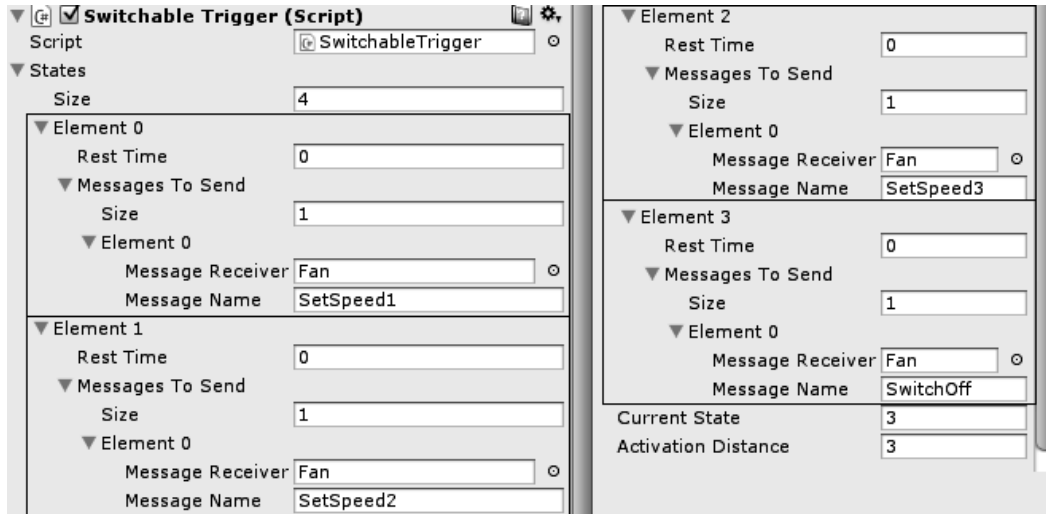 Switchable Trigger (Script)
Script SwitchableTrigger
States
Size 4
Element 0
Rest Time 0
Messages To Send
Size 1
Element 0
Message Receiver Fan
Message Name SetSpeed1
Element 1
Rest Time 0
Messages To Send
Size 1
Element 0
Message Receiver Fan
Message Name SetSpeed2
Element 2
Rest Time 0
Messages To Send
Size 1
Element 0
Message Receiver Fan
Message Name SetSpeed3
Element 3
Rest Time 0
Messages To Send
Size 1
Element 0
Message Receiver Fan
Message Name SwitchOff
Current State 3
Activation Distance 3